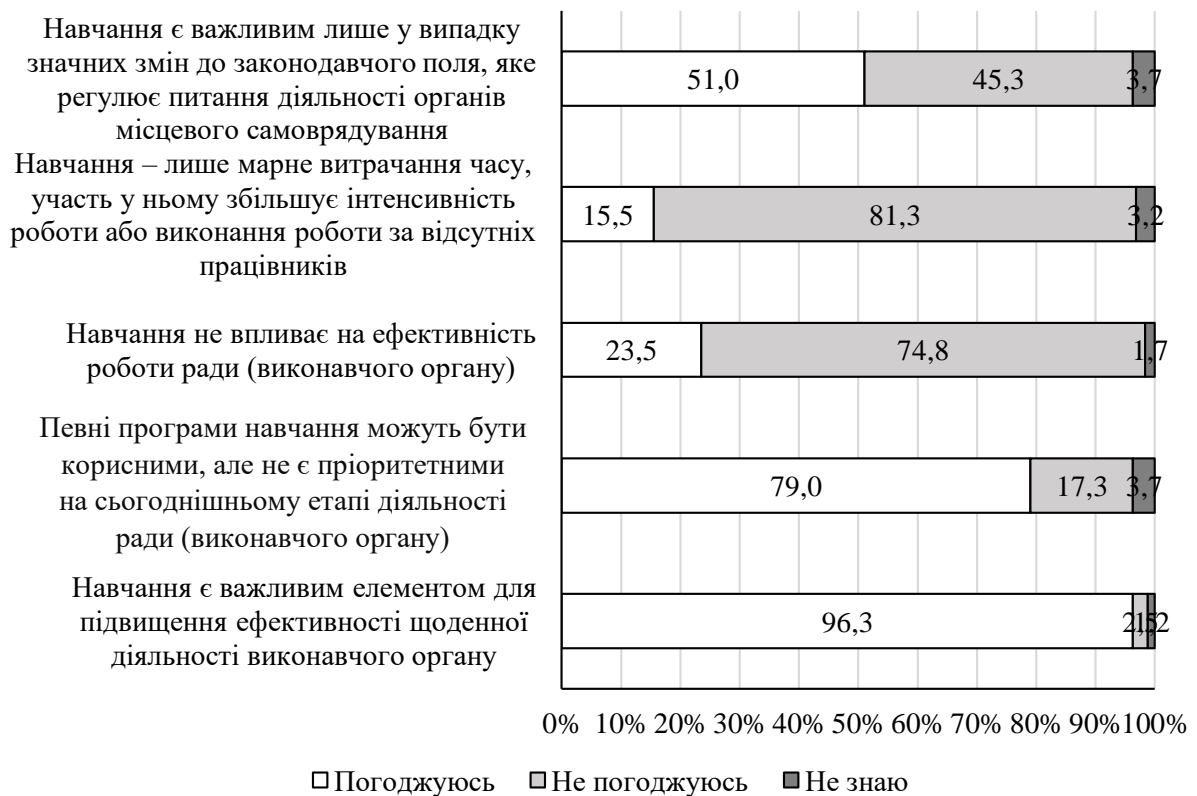 Навчання є важливим лише у випадку
значних змін до законодавчого поля, яке
регулює питання діяльності органів
місцевого самоврядування
51,0 45,3 3,7
Навчання – лише марне витрачання часу,
участь у ньому збільшує інтенсивність
роботи або виконання роботи за відсутніх
працівників
15,5 81,3 3,2
Навчання не впливає на ефективність
роботи ради (виконавчого органу)
23,5 74,8 1,7
Певні програми навчання можуть бути
корисними, але не є пріоритетними
на сьогоднішньому етапі діяльності
ради (виконавчого органу)
79,0 17,3 3,7
Навчання є важливим елементом для
підвищення ефективності щоденної
діяльності виконавчого органу
96,3 2,5 1,2
0% 10% 20% 30% 40% 50% 60% 70% 80% 90% 100%
Погоджуюсь Не погоджуюсь Не знаю